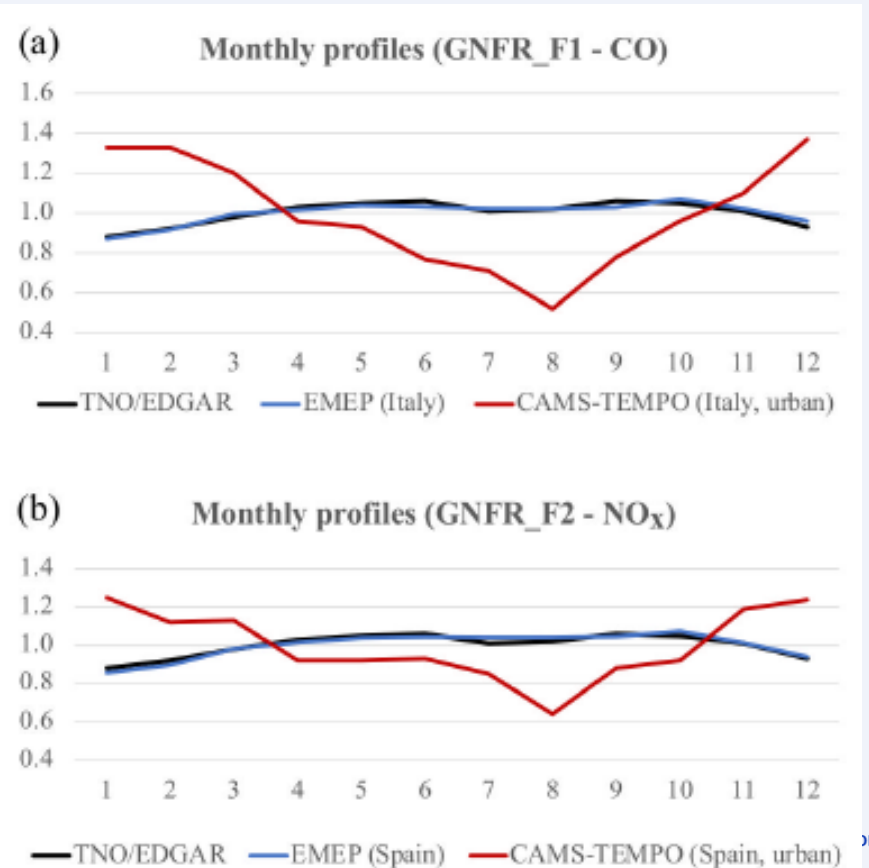 (a) Monthly profiles (GNFR_F1 - CO)
1.6
1.4
1.2
1.0
0.8
0.6
0.4
1 2 3 4 5 6 7 8 9 10 11 12
TNO/EDGAR EMEP (Italy) CAMS-TEMPO (Italy, urban)
(b) Monthly profiles (GNFR_F2 - NOx)
1.4
1.2
1.0
0.8
0.6
0.4
1 2 3 4 5 6 7 8 9 10 11 12
TNO/EDGAR EMEP (Spain) CAMS-TEMPO (Spain, urban)